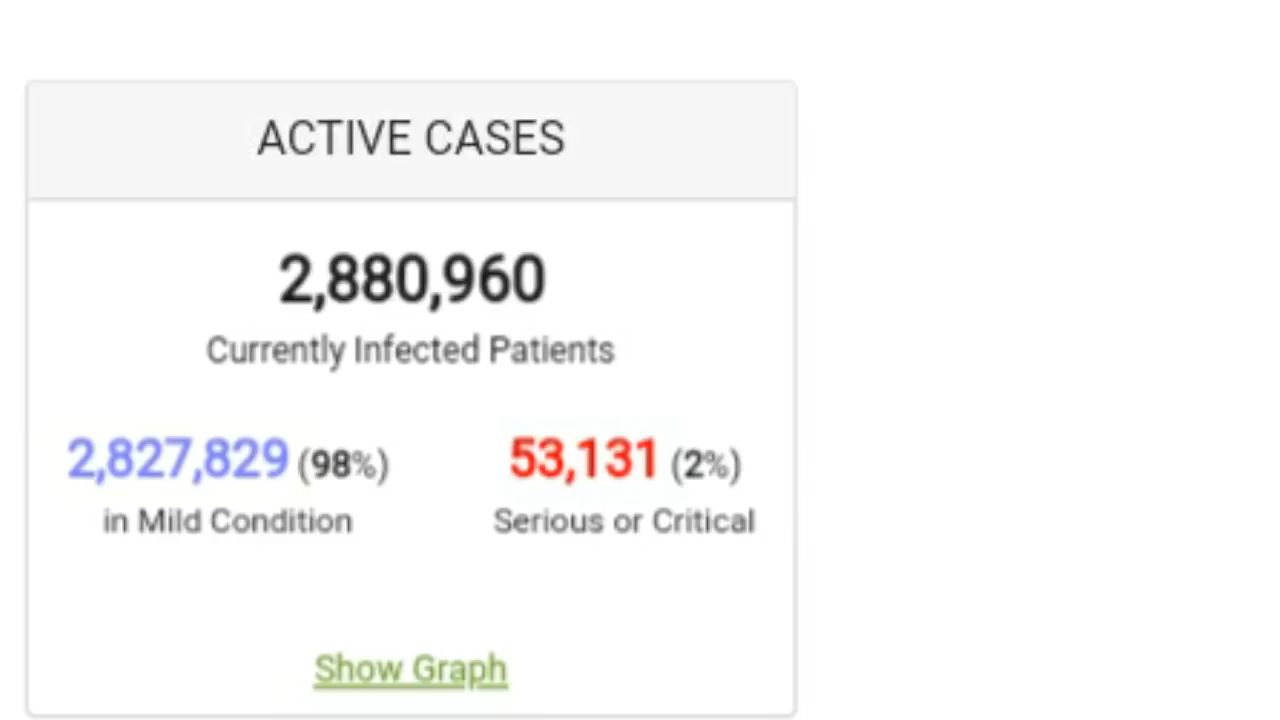 ACTIVE CASES
2,880,960
Currently Infected Patients
2,827,829 (98%) 53,131 (2%)
in Mild Condition Serious or Critical
Show Graph